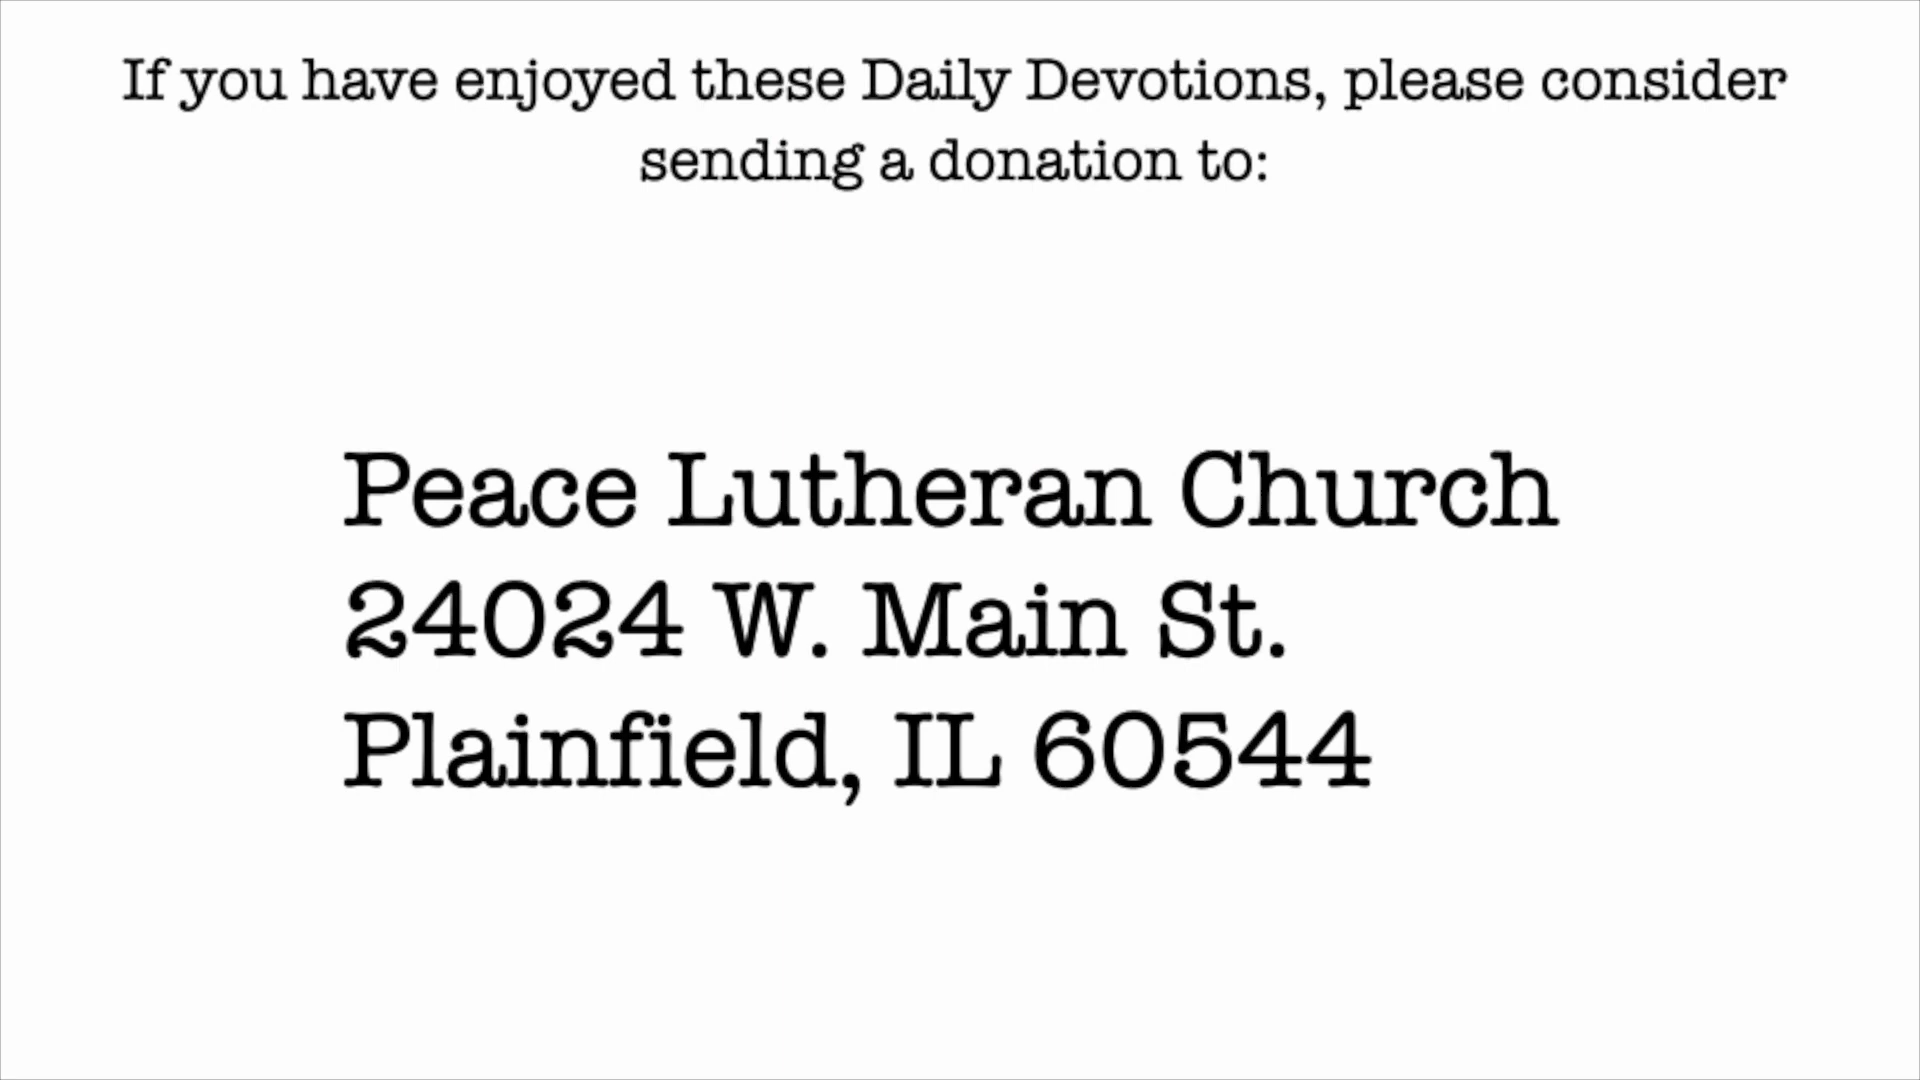 If you have enjoyed these Daily Devotions, please consider
sending a donation to:
Peace Lutheran Church
24024 W. Main St.
Plainfield, IL 60544